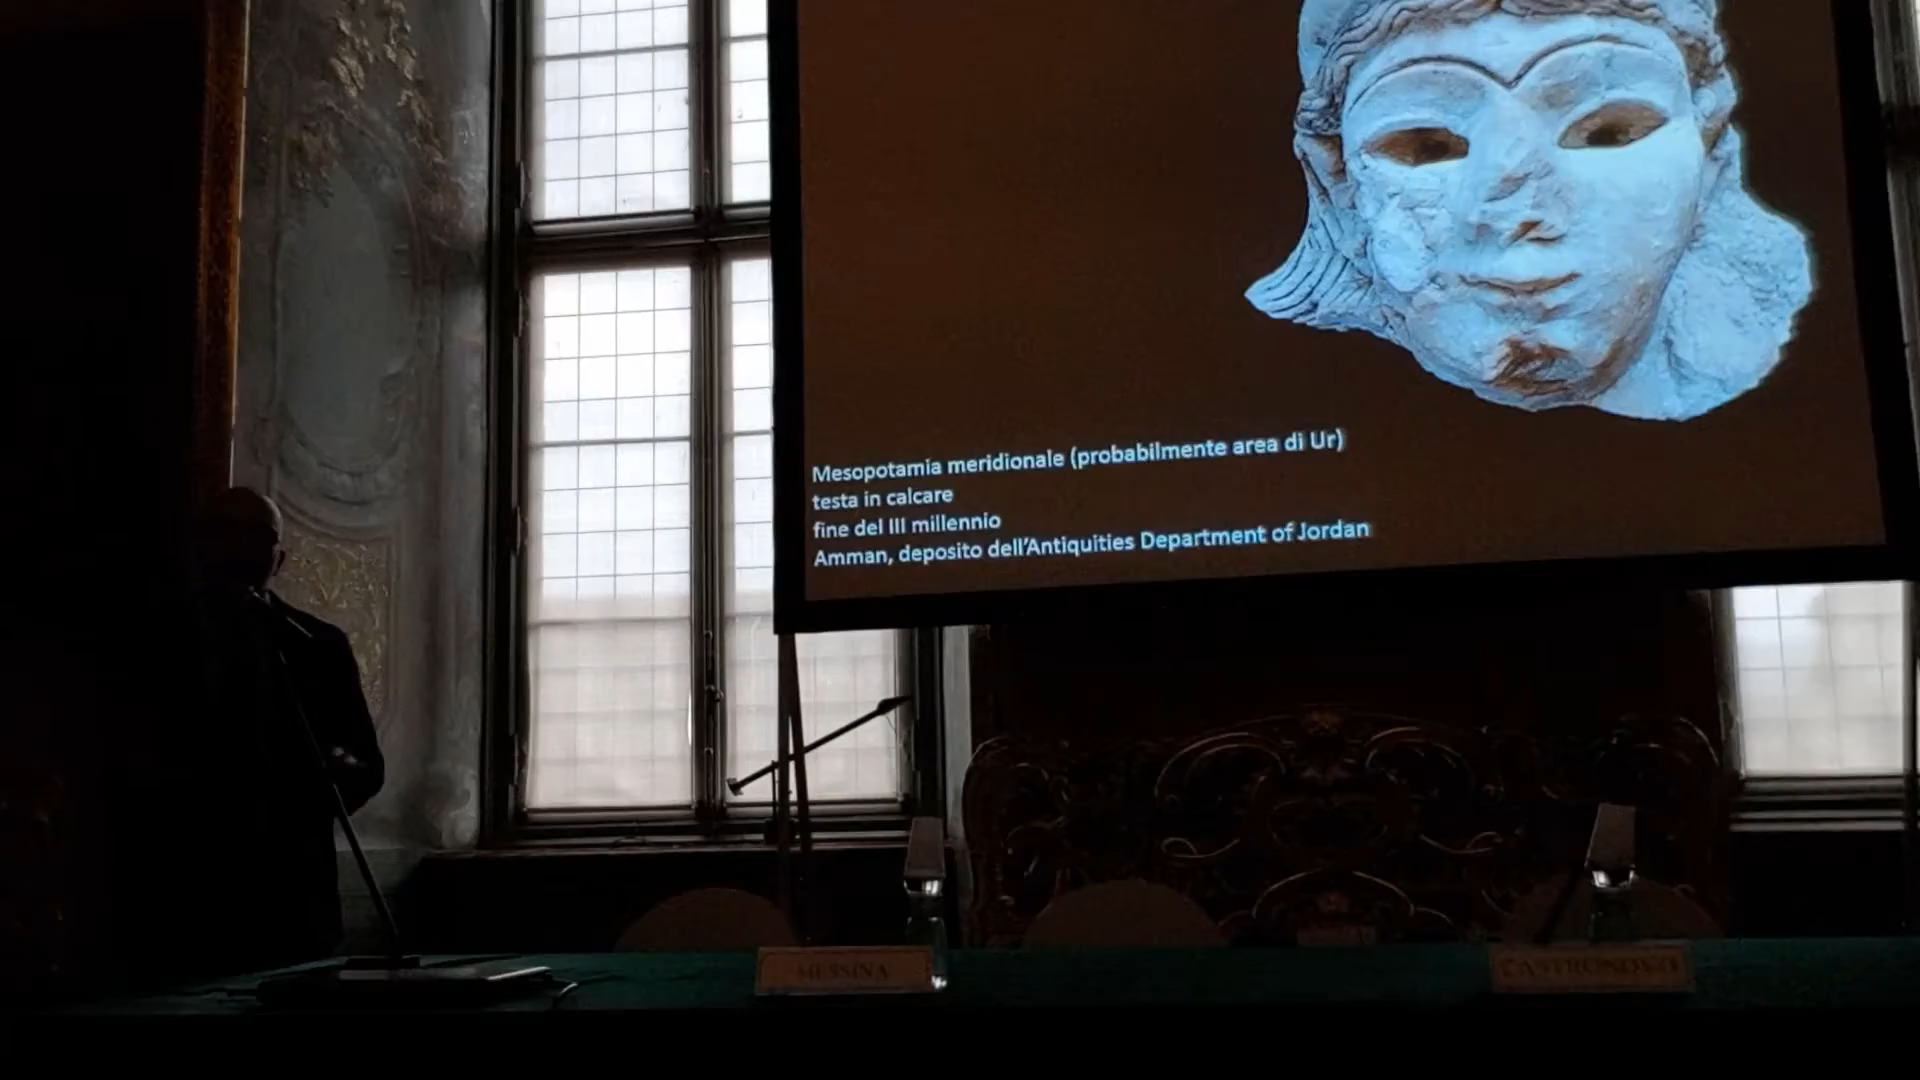 Mesopotamia meridionale (probabilmente area di Ur)
testa in calcare
fine del III millennio
Amman, deposito dell'Antiquities Department of Jordan
MESSINA
CASTRONOVO